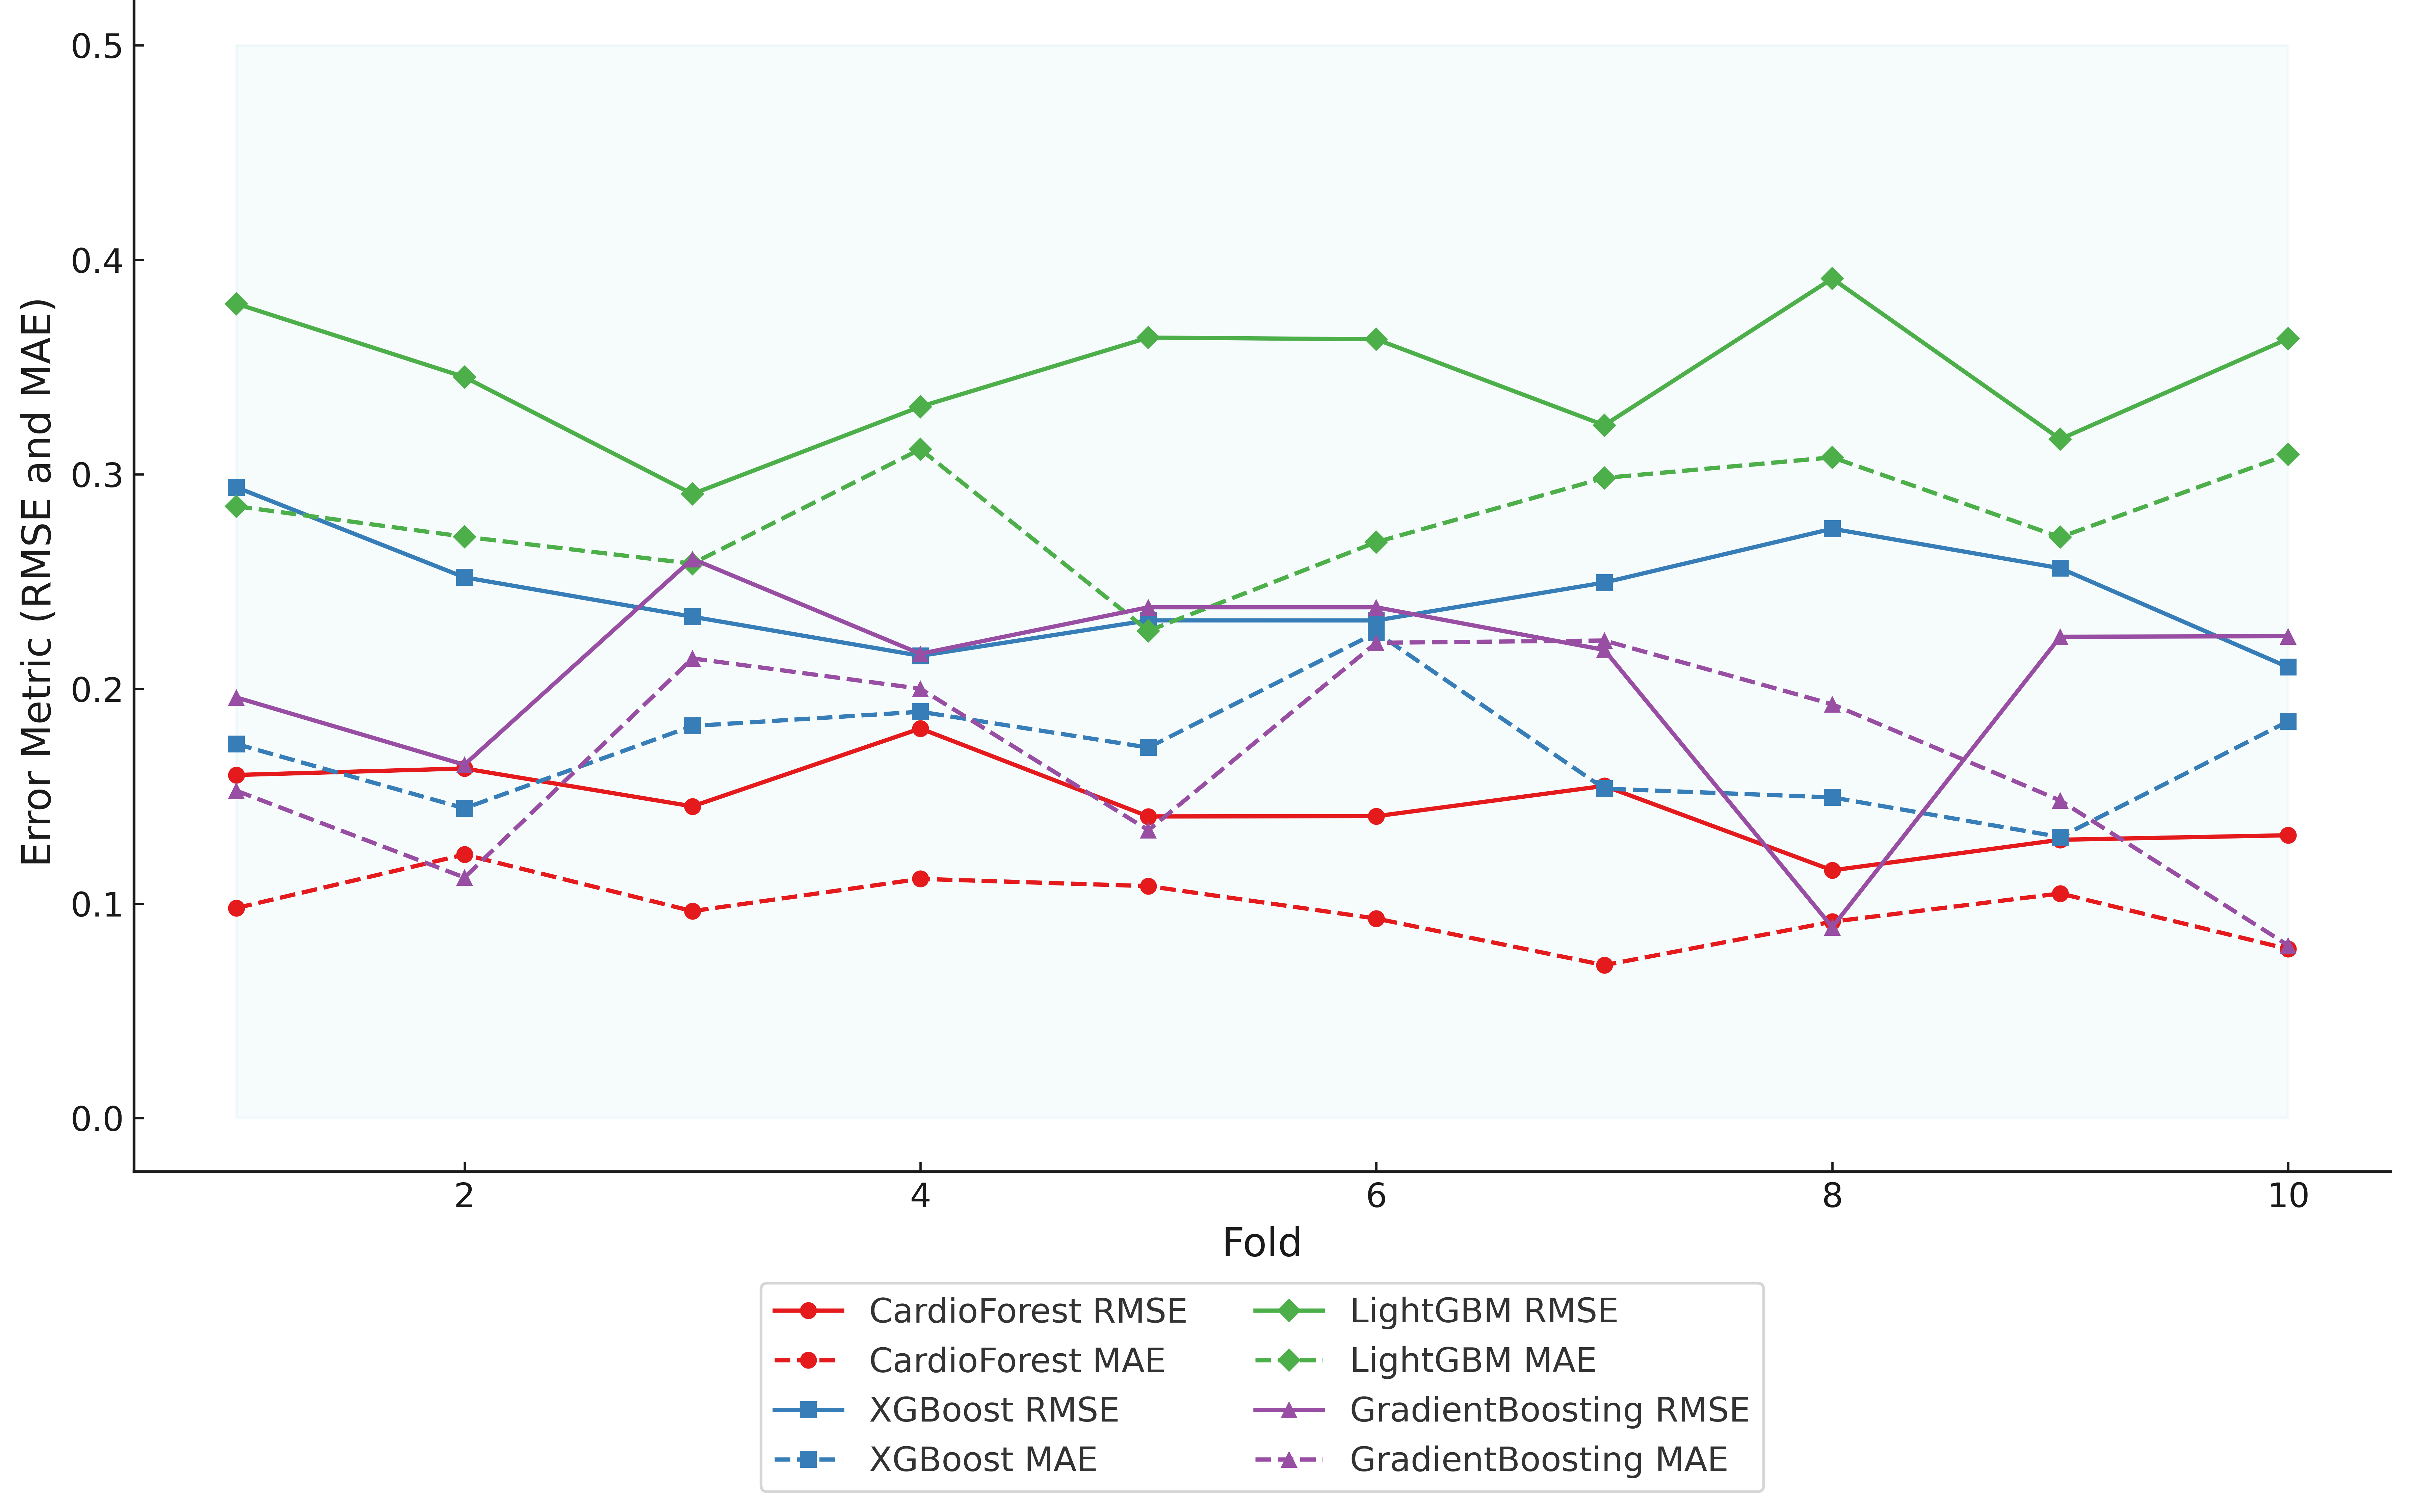 Error Metric (RMSE and MAE)
0.5
0.4
0.3
0.2
0.1
0.0
2 4 6 8 10
Fold
CardioForest RMSE
CardioForest MAE
XGBoost RMSE
XGBoost MAE
LightGBM RMSE
LightGBM MAE
GradientBoosting RMSE
GradientBoosting MAE